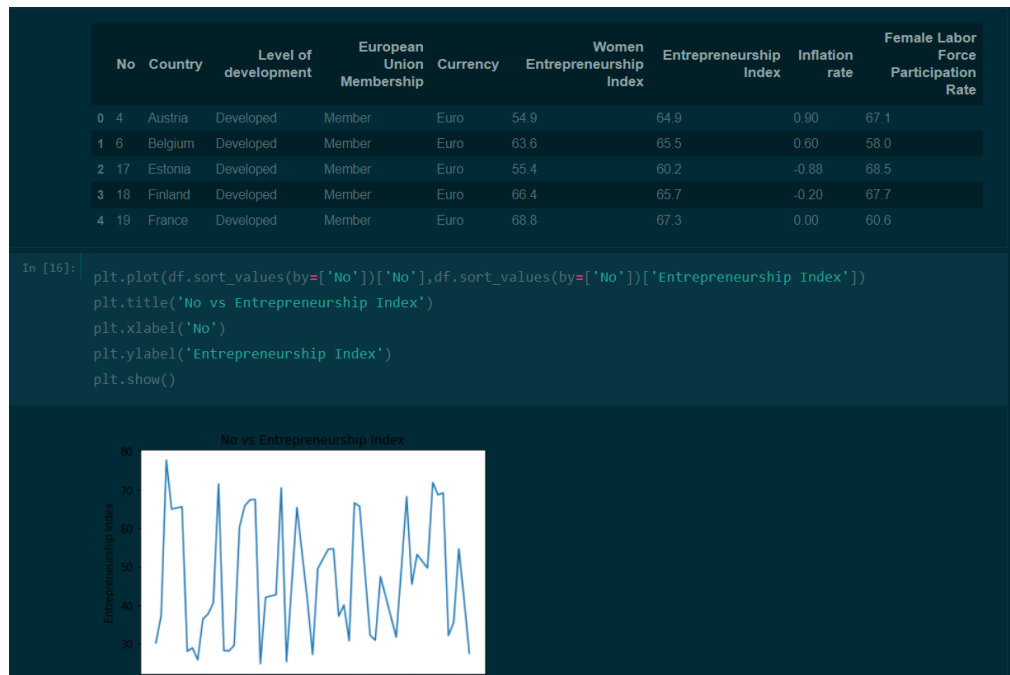 No Country Level of development European Union Membership Currency Women Entrepreneurship Index Entrepreneurship Index Inflation rate Female Labor Force Participation Rate
0 4 Austria Developed Member Euro 54.9 64.9 0.90 67.1
1 6 Belgium Developed Member Euro 63.6 65.5 0.60 58.0
2 17 Estonia Developed Member Euro 55.4 60.2 -0.88 68.5
3 18 Finland Developed Member Euro 66.4 65.7 -0.20 67.7
4 19 France Developed Member Euro 68.8 67.3 0.00 60.6
In [16]:
plt.plot(df.sort_values(by=['No'])['No'],df.sort_values(by=['No'])['Entrepreneurship Index'])
plt.title('No vs Entrepreneurship Index')
plt.xlabel('No')
plt.ylabel('Entrepreneurship Index')
plt.show()
No vs Entrepreneurship Index
Entrepreneurship Index
80
70
60
50
40
30